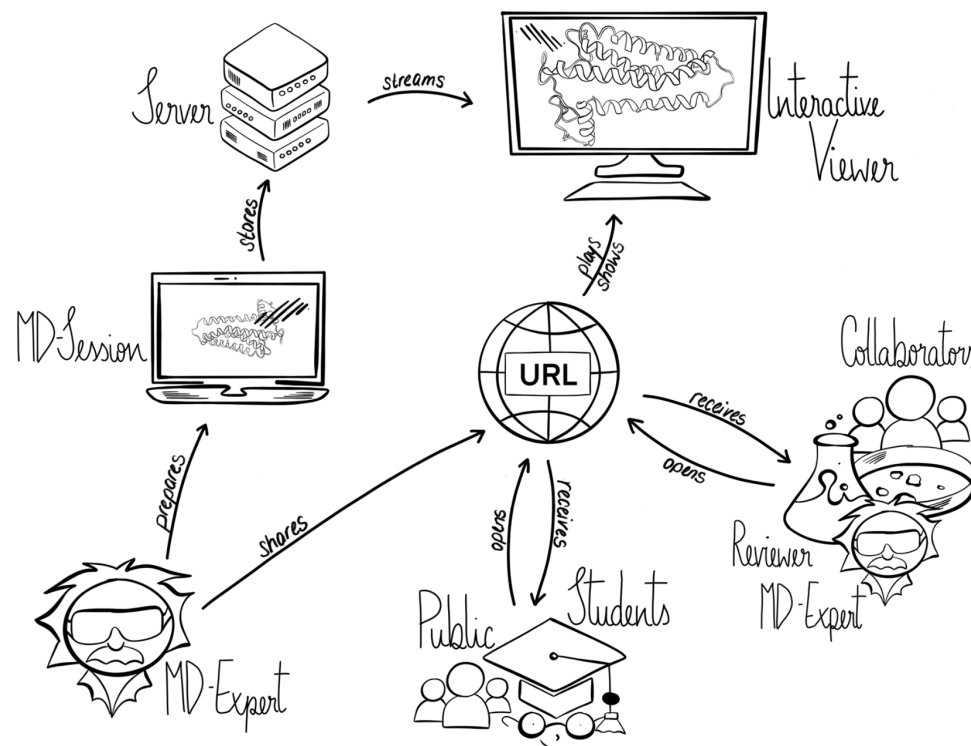 Server
streams
Interactive
Viewer
stores
plays
shows
MD-Session
URL
Collaborators
receives
opens
prepares
shares
opens
receives
Reviewer
MD-Expert
Students
Public
MD-Expert